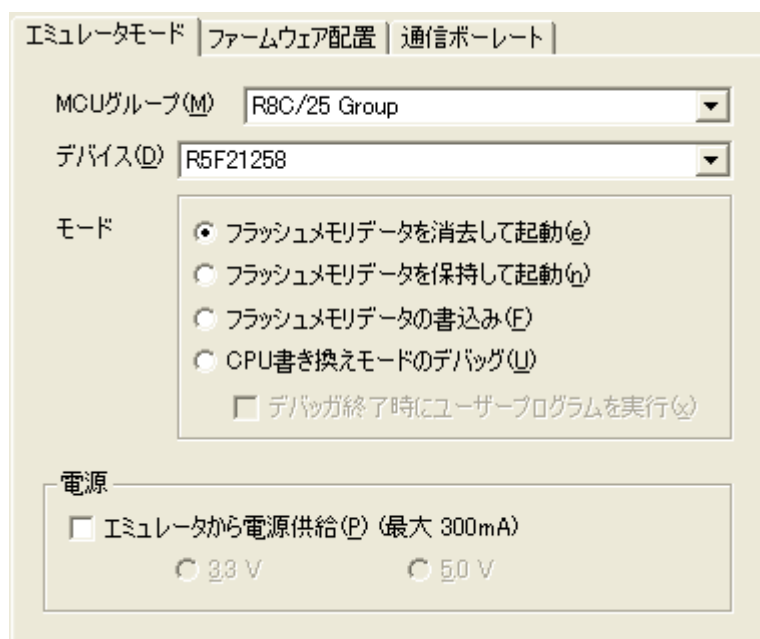 エミュレータモード ファームウェア配置 通信ボーレート
MCUグループ(M) R8C/25 Group
デバイス(D) R5F21258
モード
フラッシュメモリデータを消去して起動(e)
フラッシュメモリデータを保持して起動(n)
フラッシュメモリデータの書込み(F)
CPU書き換えモードのデバッグ(U)
デバッガ終了時にユーザープログラムを実行(x)
電源
エミュレータから電源供給(P) (最大 300mA)
3.3 V 5.0 V